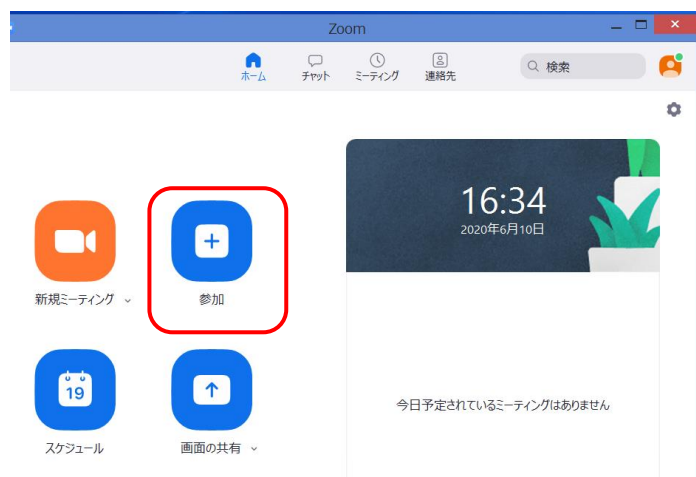 Zoom
ホーム
チャット
ミーティング
連絡先
検索
16:34
2020年6月10日
新規ミーティング
参加
19
スケジュール
画面の共有
今日予定されているミーティングはありません